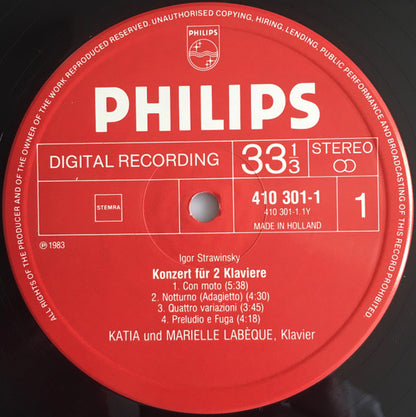 ALL RIGHTS OF THE PRODUCER AND OF THE OWNER OF THE WORK REPRODUCED RESERVED. UNAUTHORISED COPYING, HIRING, LENDING, PUBLIC PERFORMANCE AND BROADCASTING OF THIS RECORD PROHIBITED
PHILIPS
PHILIPS
DIGITAL RECORDING
33 1/3
STEREO
STEMRA
410 301-1
410 301-1.1Y
MADE IN HOLLAND
1
℗ 1983
Igor Strawinsky
Konzert für 2 Klaviere
1. Con moto (5:38)
2. Notturno (Adagietto) (4:30)
3. Quattro variazioni (3:45)
4. Preludio e Fuga (4:18)
KATIA und MARIELLE LABÈQUE, Klavier